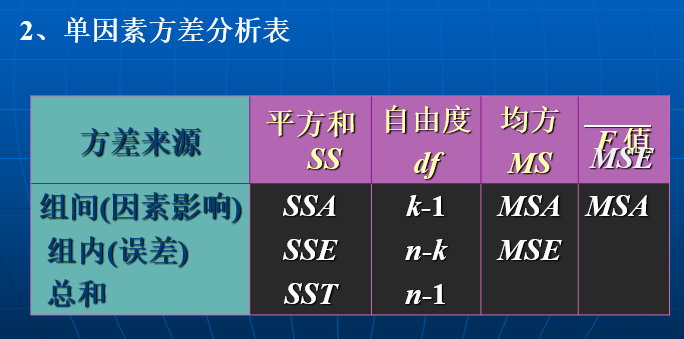 2、单因素方差分析表
方差来源 平方和 SS 自由度 df 均方 MS F 值 MSE
组间(因素影响) SSA k-1 MSA MSA
组内(误差) SSE n-k MSE
总和 SST n-1